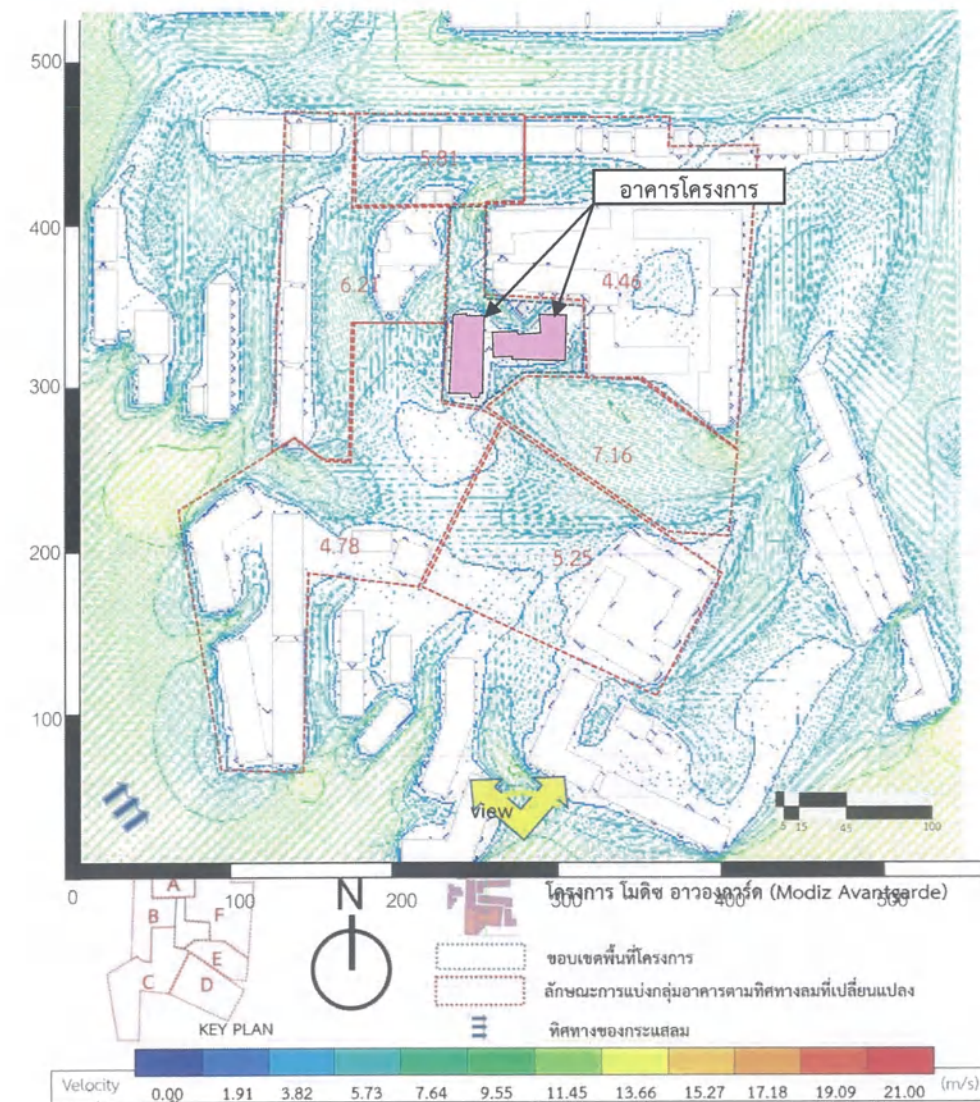 500
5.81
อาคารโครงการ
400
6.21
4.46
300
7.16
200
4.78
5.25
100
view
5 15 45 100
0 100 200 300 400 500
โครงการ โมดิซ อาวองการ์ด (Modiz Avantgarde)
A
B
F
E
C
D
KEY PLAN
N
ขอบเขตพื้นที่โครงการ
ลักษณะการแบ่งกลุ่มอาคารตามทิศทางลมที่เปลี่ยนแปลง
ทิศทางของกระแสลม
Velocity 0.00 1.91 3.82 5.73 7.64 9.55 11.45 13.66 15.27 17.18 19.09 21.00 (m/s)